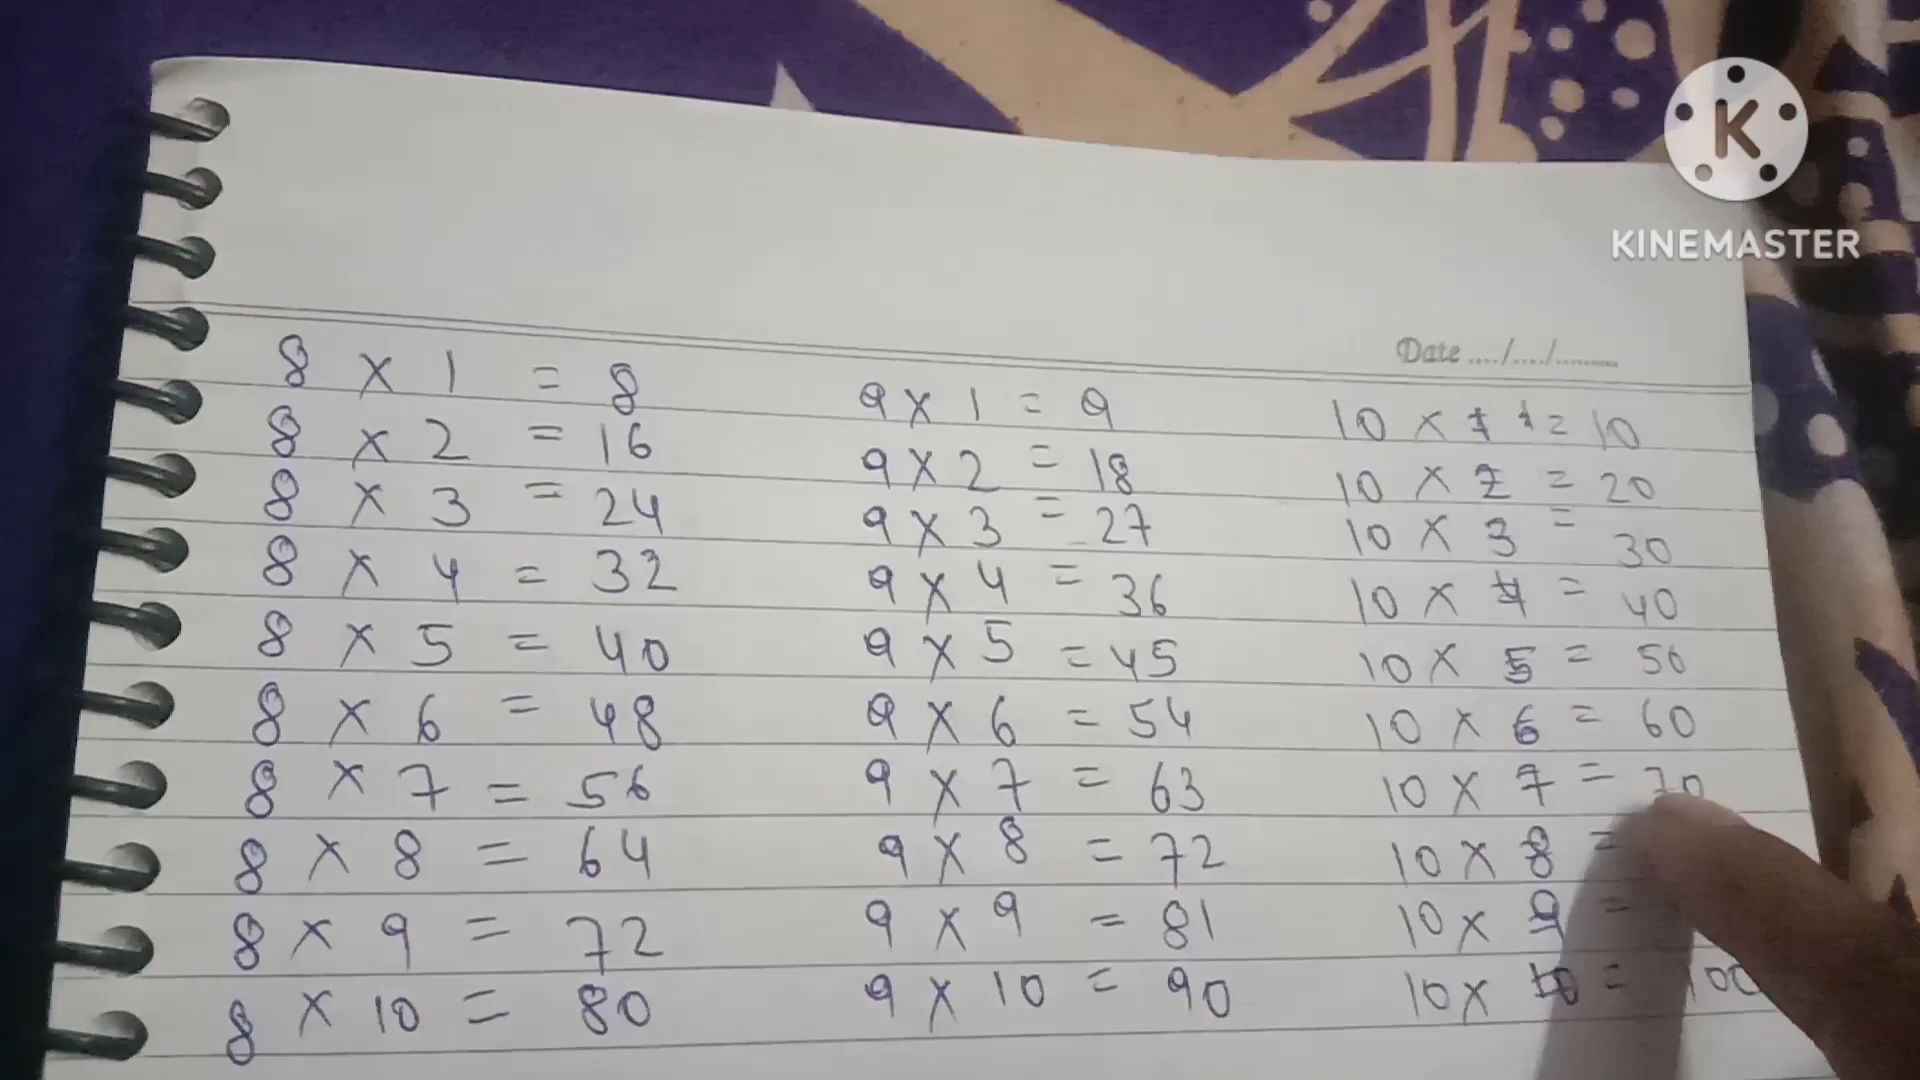 K
KINEMASTER
Date ..../..../.........
8 x 1 = 8
8 x 2 = 16
8 x 3 = 24
8 x 4 = 32
8 x 5 = 40
8 x 6 = 48
8 x 7 = 56
8 x 8 = 64
8 x 9 = 72
8 x 10 = 80
9 x 1 = 9
9 x 2 = 18
9 x 3 = 27
9 x 4 = 36
9 x 5 = 45
9 x 6 = 54
9 x 7 = 63
9 x 8 = 72
9 x 9 = 81
9 x 10 = 90
10 x 1 = 10
10 x 2 = 20
10 x 3 = 30
10 x 4 = 40
10 x 5 = 50
10 x 6 = 60
10 x 7 = 70
10 x 8 =
10 x 9 =
10 x 10 = 100